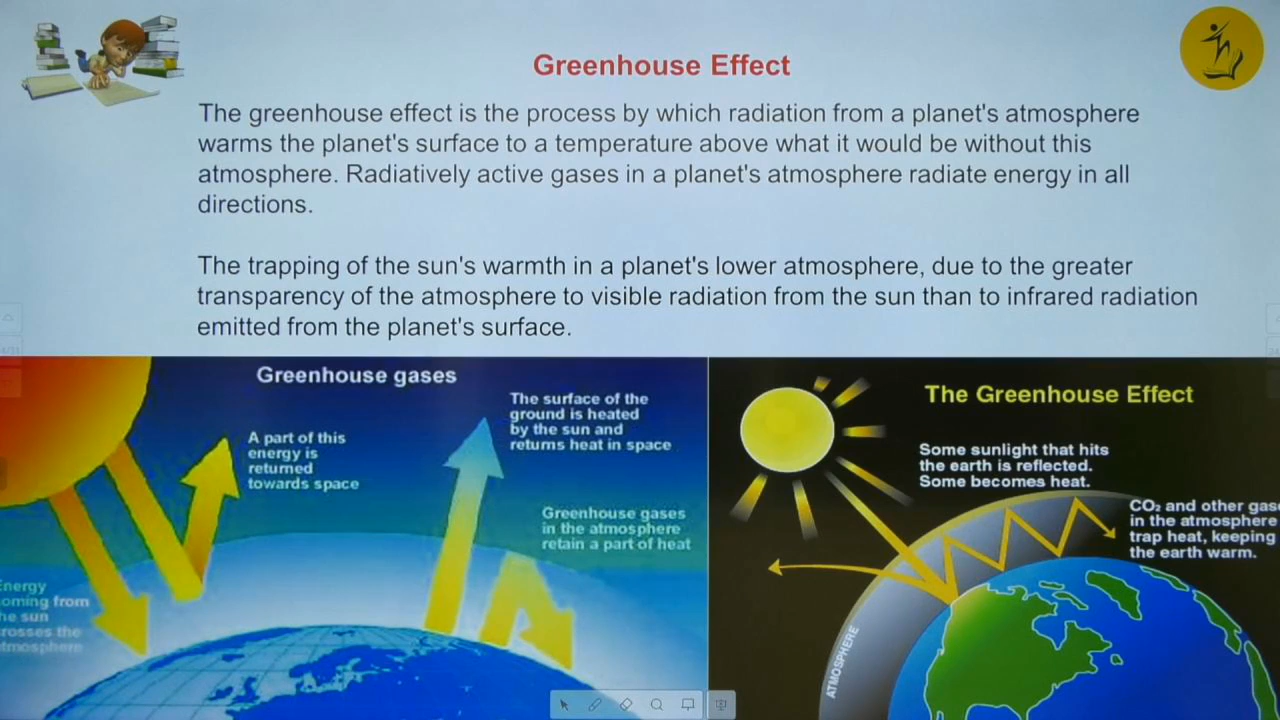 Greenhouse Effect
The greenhouse effect is the process by which radiation from a planet's atmosphere
warms the planet's surface to a temperature above what it would be without this
atmosphere. Radiatively active gases in a planet's atmosphere radiate energy in all
directions.
The trapping of the sun's warmth in a planet's lower atmosphere, due to the greater
transparency of the atmosphere to visible radiation from the sun than to infrared radiation
emitted from the planet's surface.
Greenhouse gases
The surface of the
ground is heated
by the sun and
returns heat in space
A part of this
energy is
returned
towards space
Greenhouse gases
in the atmosphere
retain a part of heat
Energy
oming from
he sun
rosses the
tmosphere
The Greenhouse Effect
Some sunlight that hits
the earth is reflected.
Some becomes heat.
CO₂ and other gase
in the atmosphere
trap heat, keeping
the earth warm.
ATMOSPHERE